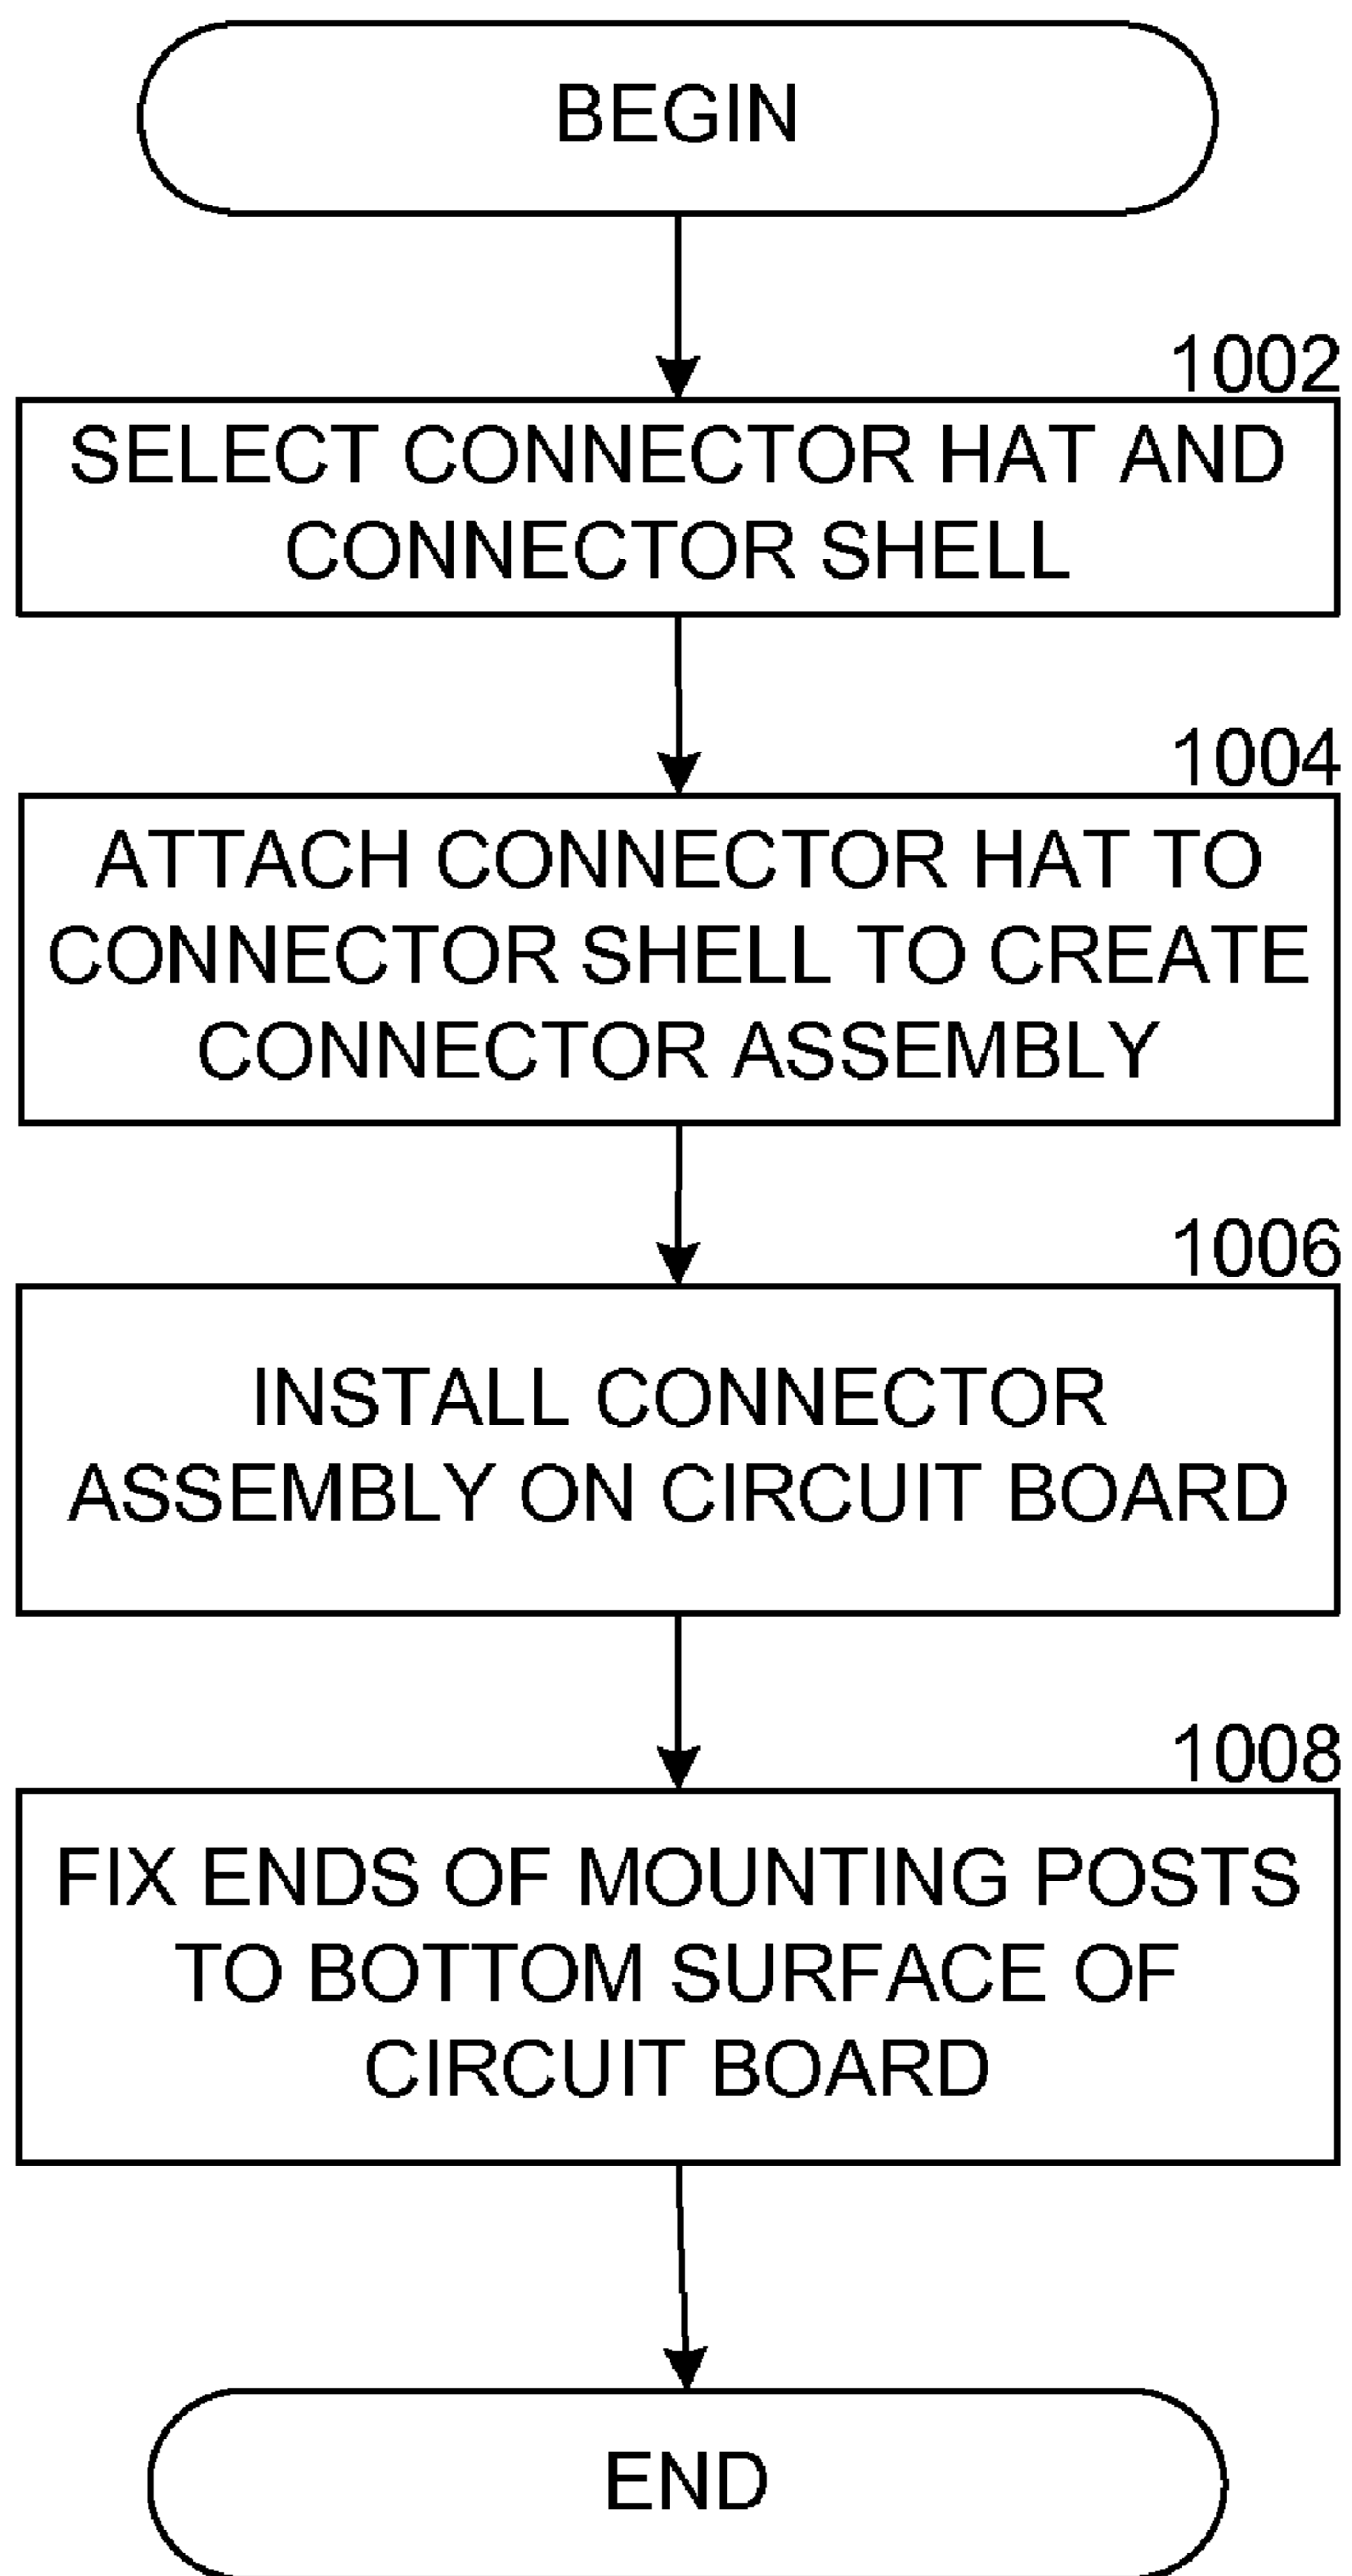 BEGIN
1002
SELECT CONNECTOR HAT AND
CONNECTOR SHELL
1004
ATTACH CONNECTOR HAT TO
CONNECTOR SHELL TO CREATE
CONNECTOR ASSEMBLY
1006
INSTALL CONNECTOR
ASSEMBLY ON CIRCUIT BOARD
1008
FIX ENDS OF MOUNTING POSTS
TO BOTTOM SURFACE OF
CIRCUIT BOARD
END